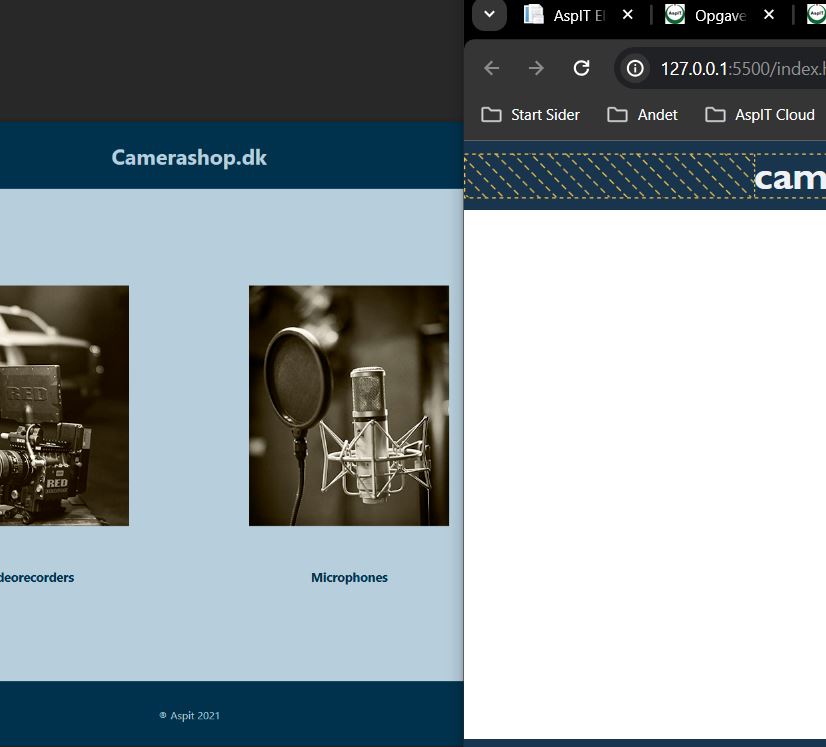 Camerashop.dk
RED
RED
deorecorders
Microphones
® Aspit 2021
AspIT El
Opgave
AspIT
127.0.0.1:5500/index.h
Start Sider
Andet
AspIT Cloud
cam